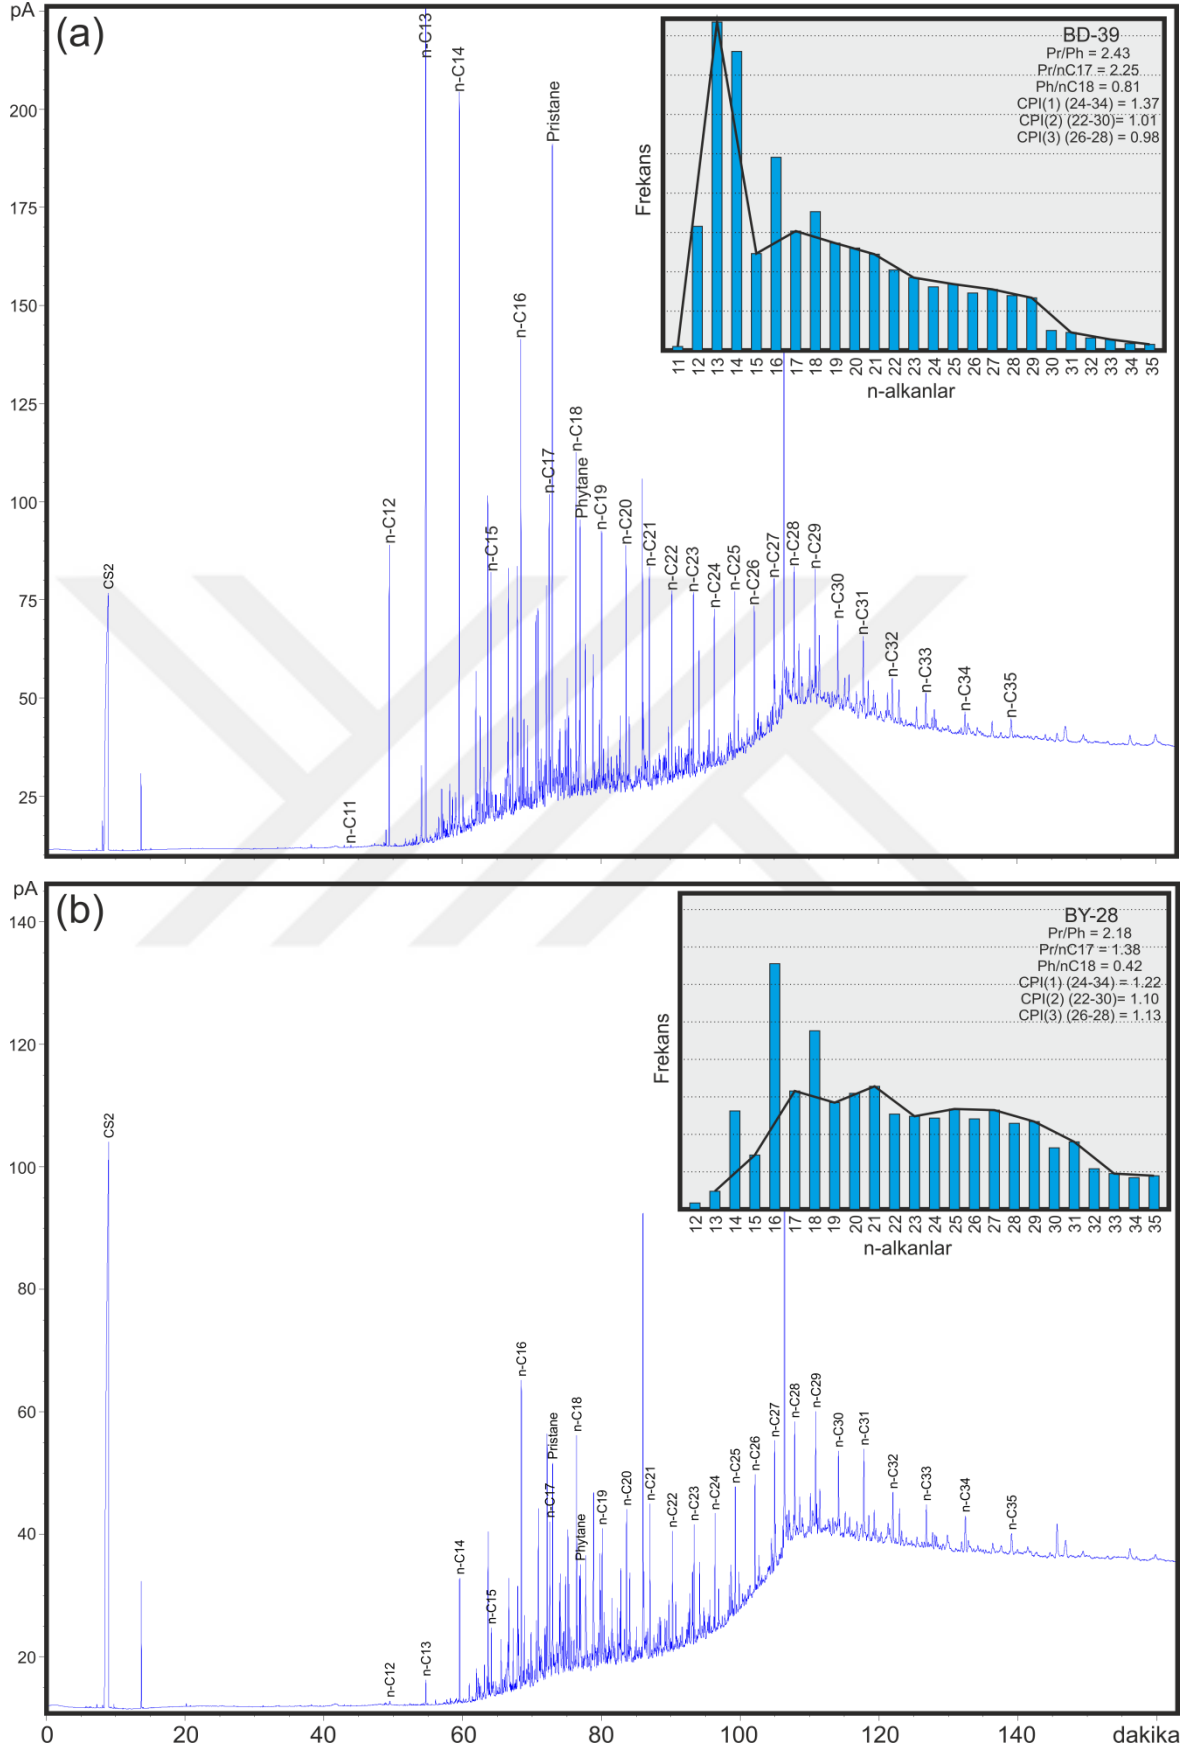 pA
(a)
n-C13
n-C14
200
Pristane
175
150
n-C16
125
n-C18
n-C17
Phytane
100
n-C12
n-C19
n-C20
n-C15
n-C21
CS2
n-C22
n-C23
n-C24
n-C25
n-C26
n-C27
n-C28
n-C29
75
n-C30
n-C31
n-C32
n-C33
n-C34
n-C35
50
25
n-C11
BD-39
Pr/Ph = 2.43
Pr/nC17 = 2.25
Ph/nC18 = 0.81
CPI(1) (24-34) = 1.37
CPI(2) (22-30)= 1.01
CPI(3) (26-28) = 0.98
Frekans
11 12 13 14 15 16 17 18 19 20 21 22 23 24 25 26 27 28 29 30 31 32 33 34 35
n-alkanlar
pA
(b)
140
120
CS2
100
80
n-C16
60
n-C18
Pristane
n-C17
Phytane
n-C19
n-C20
n-C21
n-C22
n-C23
n-C24
n-C25
n-C26
n-C27
n-C28
n-C29
n-C30
n-C31
n-C32
n-C33
n-C34
n-C35
40
n-C14
n-C15
20
n-C12
n-C13
BY-28
Pr/Ph = 2.18
Pr/nC17 = 1.38
Ph/nC18 = 0.42
CPI(1) (24-34) = 1.22
CPI(2) (22-30)= 1.10
CPI(3) (26-28) = 1.13
Frekans
12 13 14 15 16 17 18 19 20 21 22 23 24 25 26 27 28 29 30 31 32 33 34 35
n-alkanlar
0 20 40 60 80 100 120 140 dakika